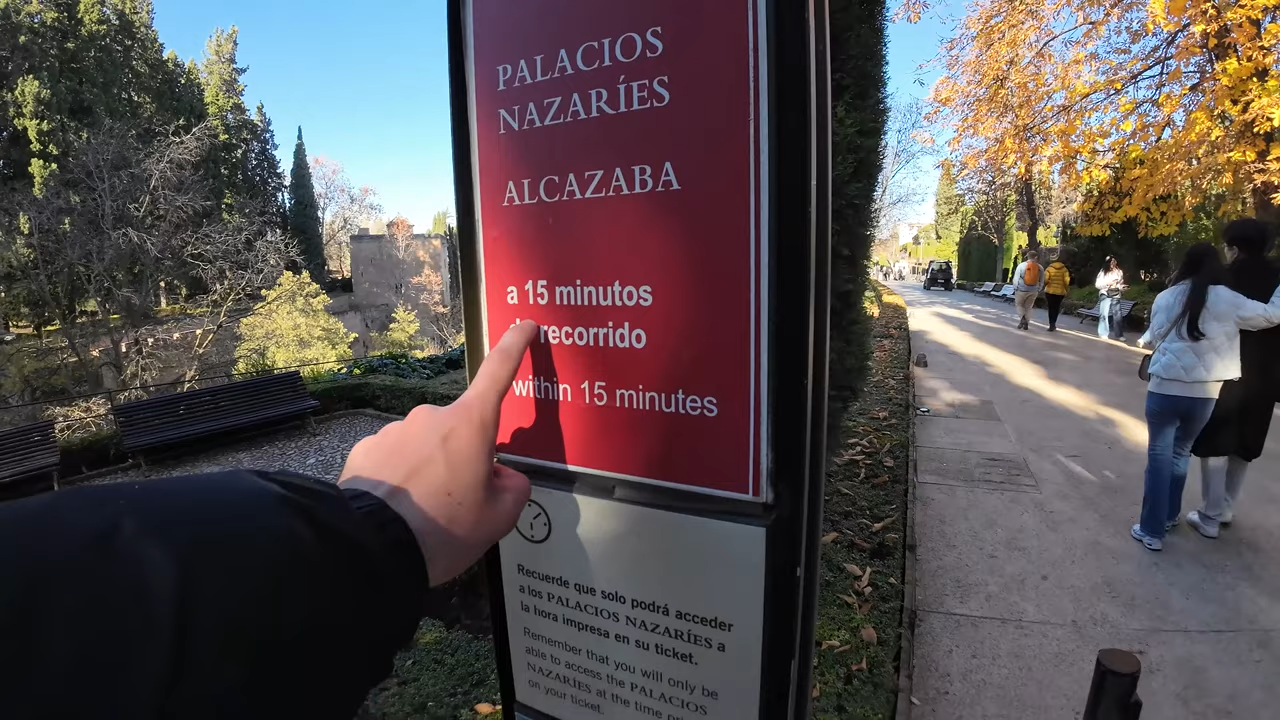 PALACIOS
NAZARÍES
ALCAZABA
a 15 minutos
recorrido
within 15 minutes
Recuerde que solo podrá acceder
a los PALACIOS NAZARÍES a
la hora impresa en su ticket.
Remember that you will only be
able to access the PALACIOS
NAZARÍES at the time
on your ticket.